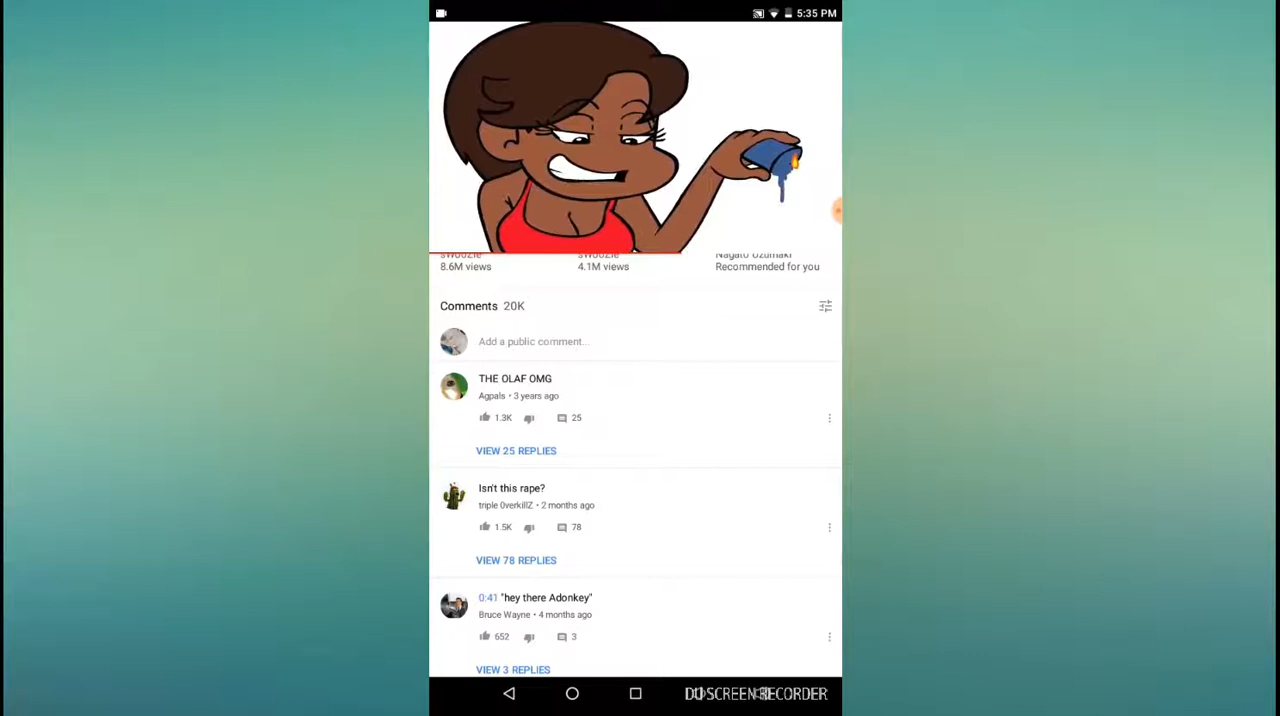 5:35 PM
sWooZie
sWooZie
Nagato Uzumaki
8.6M views
4.1M views
Recommended for you
Comments 20K
Add a public comment...
THE OLAF OMG
Agpals • 3 years ago
1.3K
25
VIEW 25 REPLIES
Isn't this rape?
triple 0verkillZ • 2 months ago
1.5K
78
VIEW 78 REPLIES
0:41 "hey there Adonkey"
Bruce Wayne • 4 months ago
652
3
VIEW 3 REPLIES
DU SCREEN RECORDER